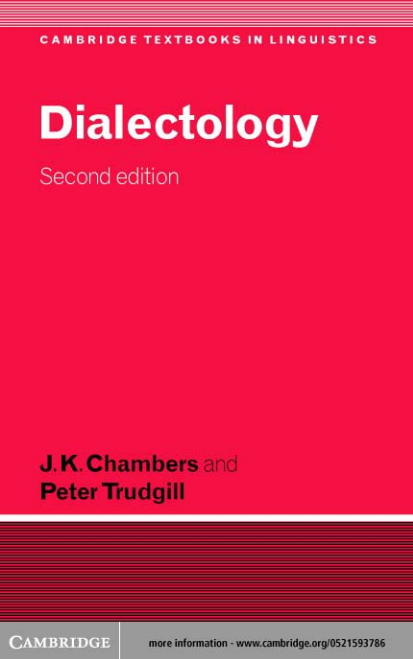 CAMBRIDGE TEXTBOOKS IN LINGUISTICS
Dialectology
Second edition
J. K. Chambers and
Peter Trudgill
CAMBRIDGE
more information - www.cambridge.org/0521593786